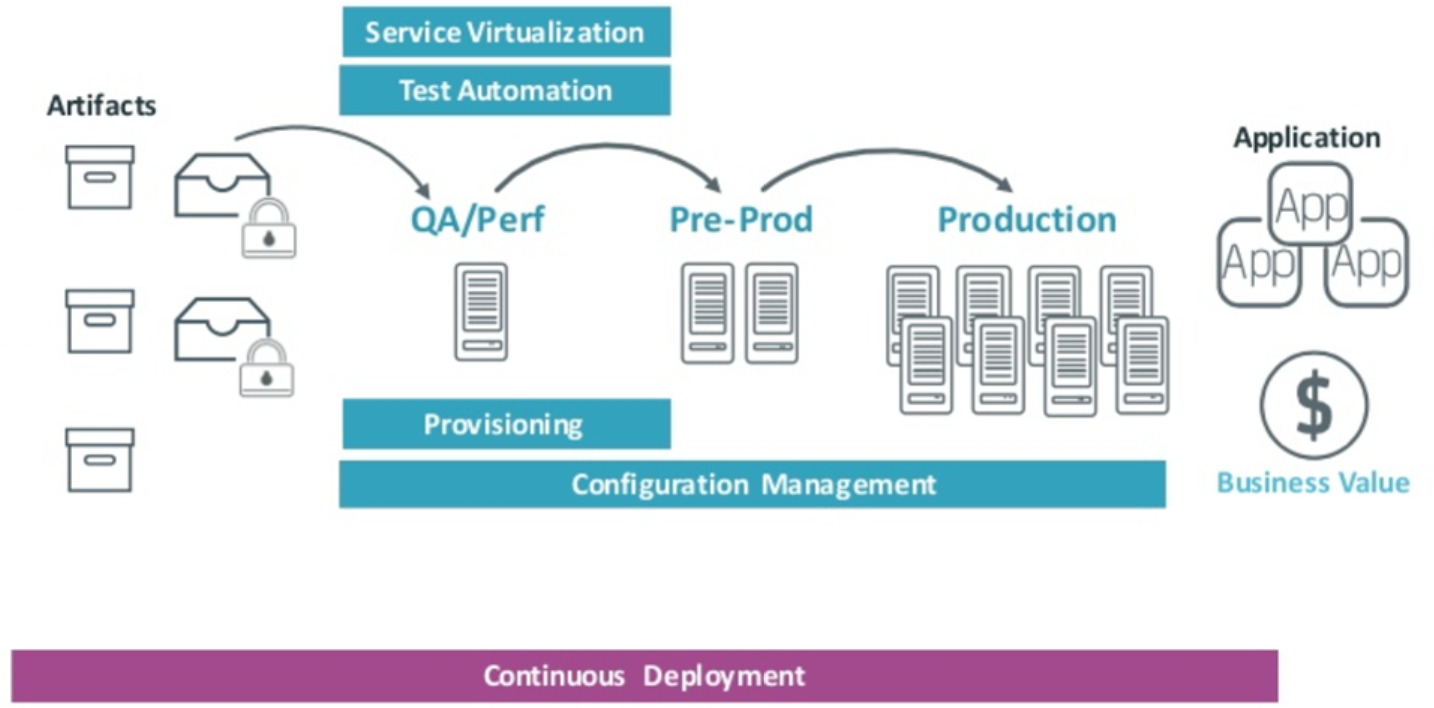 Service Virtualization
Test Automation
Artifacts
Application
App
App
App
QA/Perf
Pre-Prod
Production
Provisioning
Configuration Management
$
Business Value
Continuous Deployment